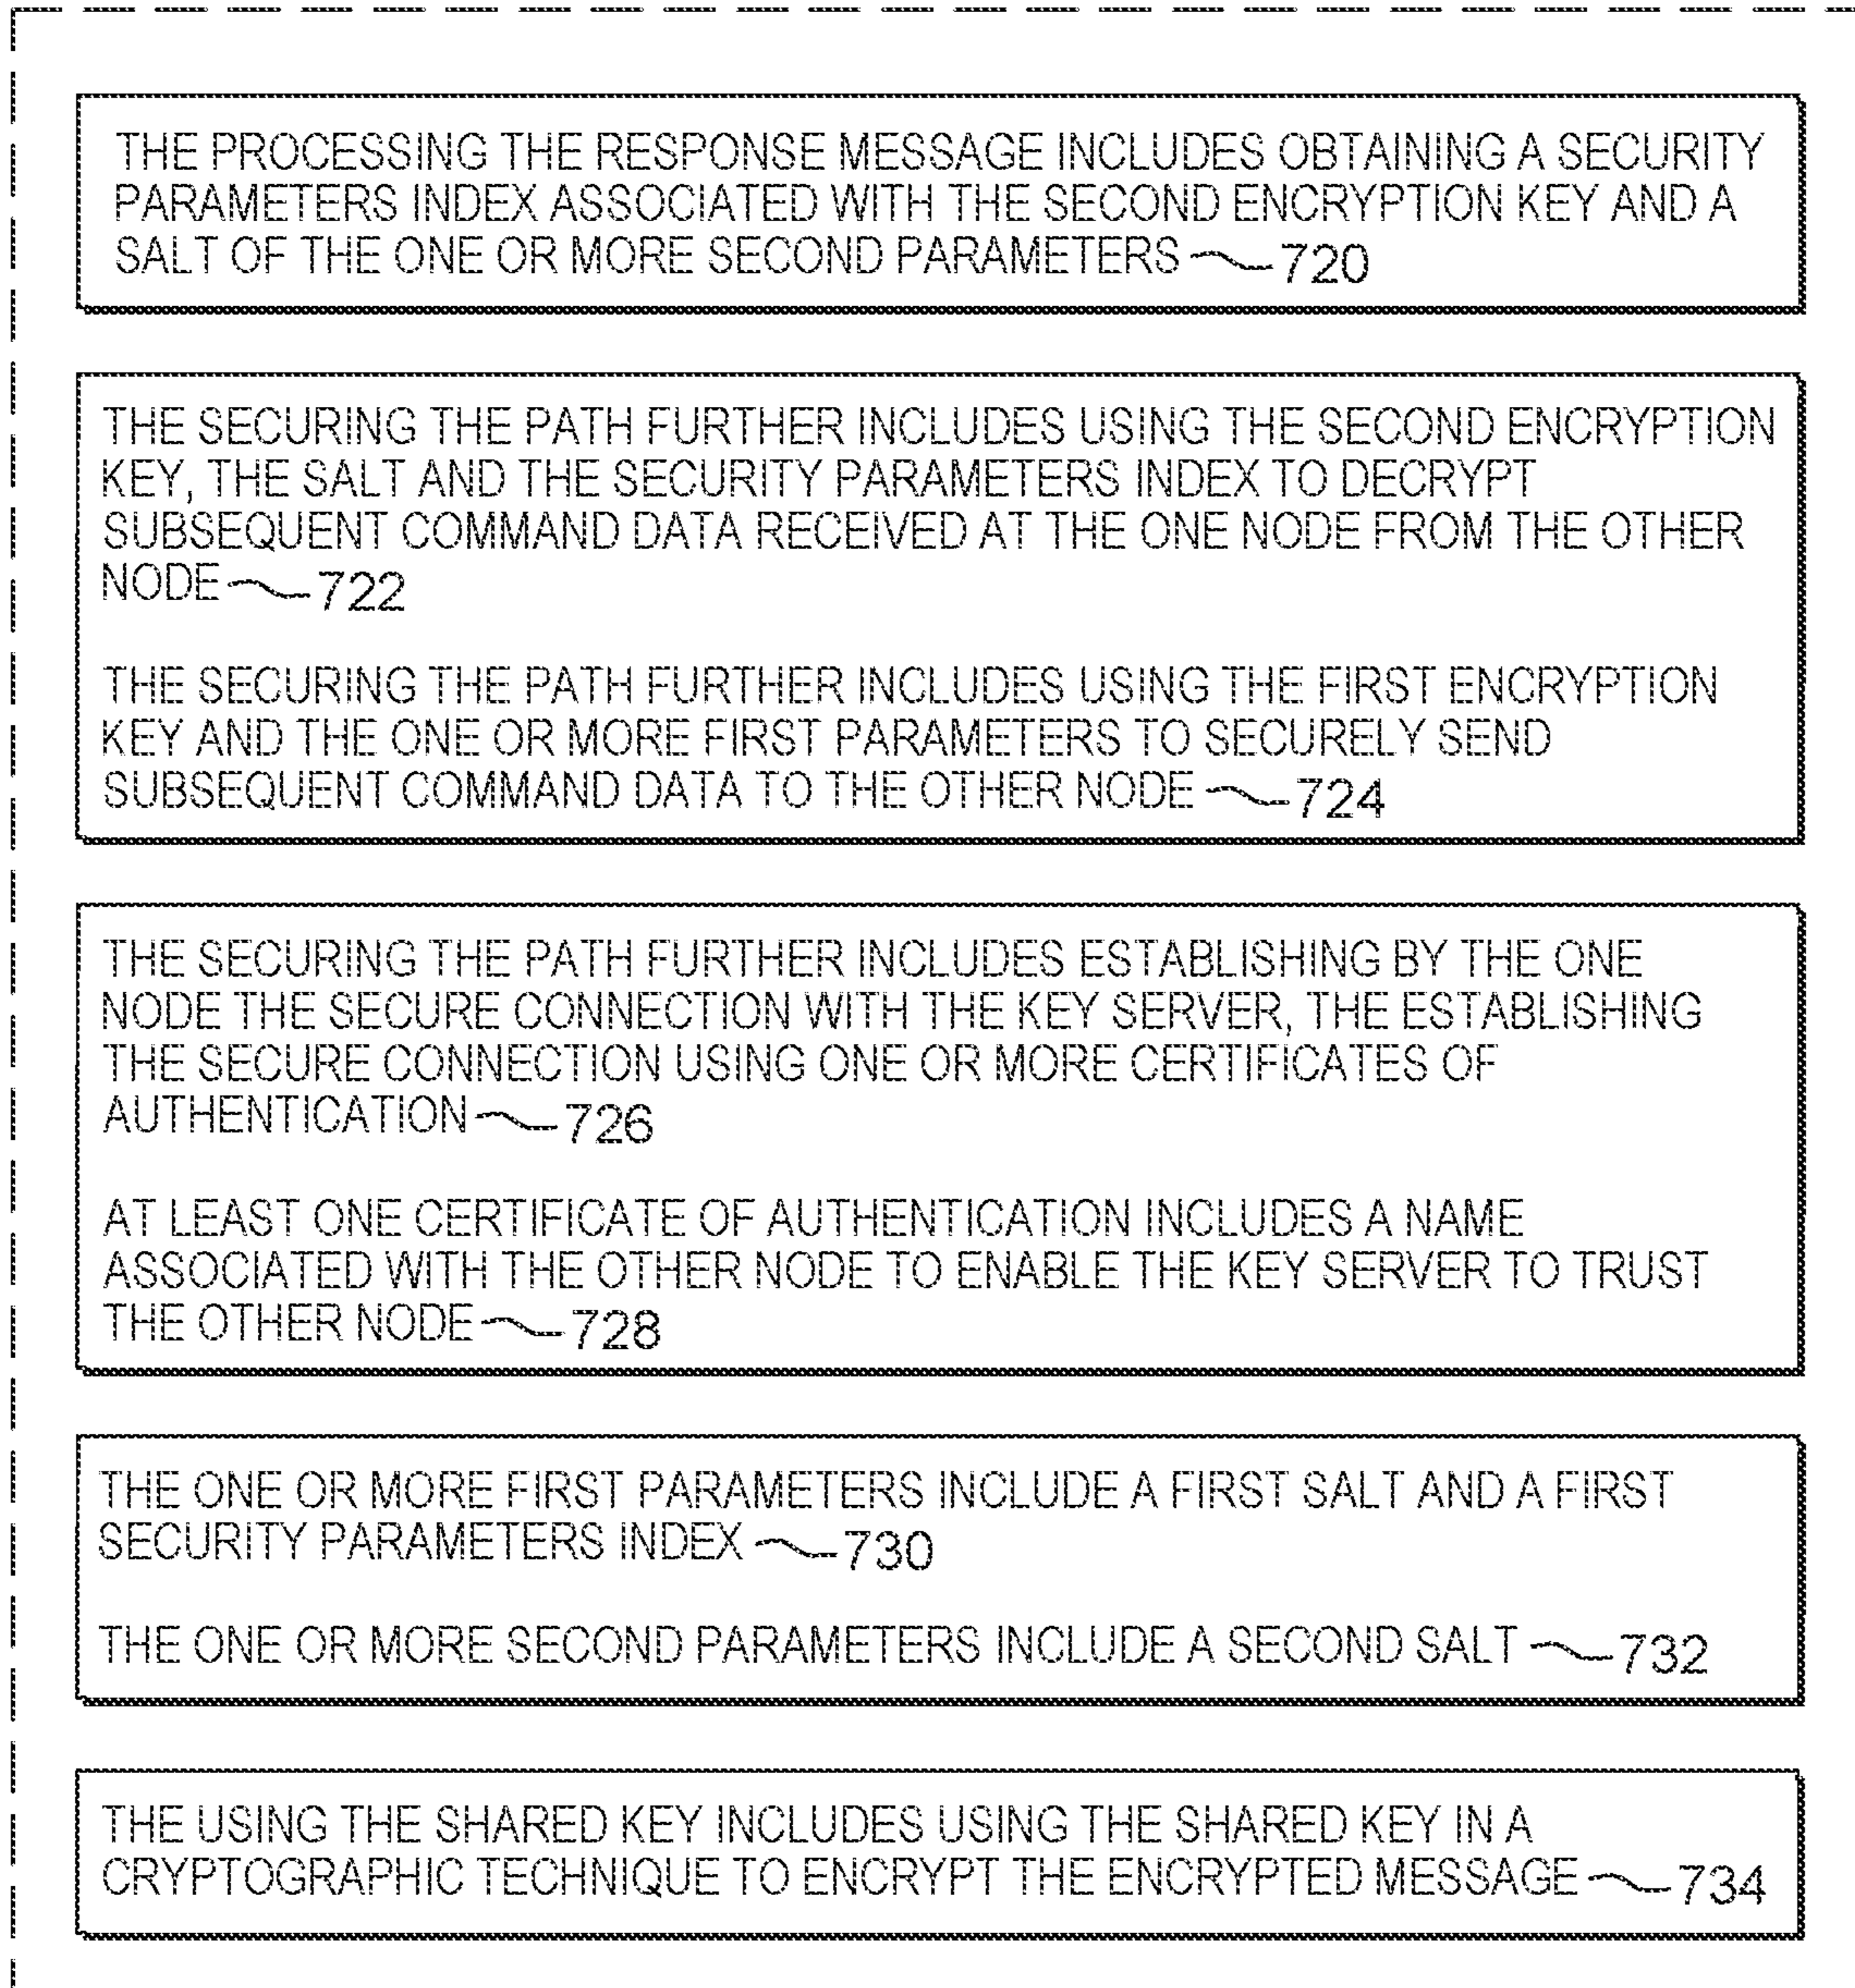 THE PROCESSING THE RESPONSE MESSAGE INCLUDES OBTAINING A SECURITY
PARAMETERS INDEX ASSOCIATED WITH THE SECOND ENCRYPTION KEY AND A
SALT OF THE ONE OR MORE SECOND PARAMETERS 720
THE SECURING THE PATH FURTHER INCLUDES USING THE SECOND ENCRYPTION
KEY, THE SALT AND THE SECURITY PARAMETERS INDEX TO DECRYPT
SUBSEQUENT COMMAND DATA RECEIVED AT THE ONE NODE FROM THE OTHER
NODE 722
THE SECURING THE PATH FURTHER INCLUDES USING THE FIRST ENCRYPTION
KEY AND THE ONE OR MORE FIRST PARAMETERS TO SECURELY SEND
SUBSEQUENT COMMAND DATA TO THE OTHER NODE 724
THE SECURING THE PATH FURTHER INCLUDES ESTABLISHING BY THE ONE
NODE THE SECURE CONNECTION WITH THE KEY SERVER, THE ESTABLISHING
THE SECURE CONNECTION USING ONE OR MORE CERTIFICATES OF
AUTHENTICATION 726
AT LEAST ONE CERTIFICATE OF AUTHENTICATION INCLUDES A NAME
ASSOCIATED WITH THE OTHER NODE TO ENABLE THE KEY SERVER TO TRUST
THE OTHER NODE 728
THE ONE OR MORE FIRST PARAMETERS INCLUDE A FIRST SALT AND A FIRST
SECURITY PARAMETERS INDEX 730
THE ONE OR MORE SECOND PARAMETERS INCLUDE A SECOND SALT 732
THE USING THE SHARED KEY INCLUDES USING THE SHARED KEY IN A
CRYPTOGRAPHIC TECHNIQUE TO ENCRYPT THE ENCRYPTED MESSAGE 734